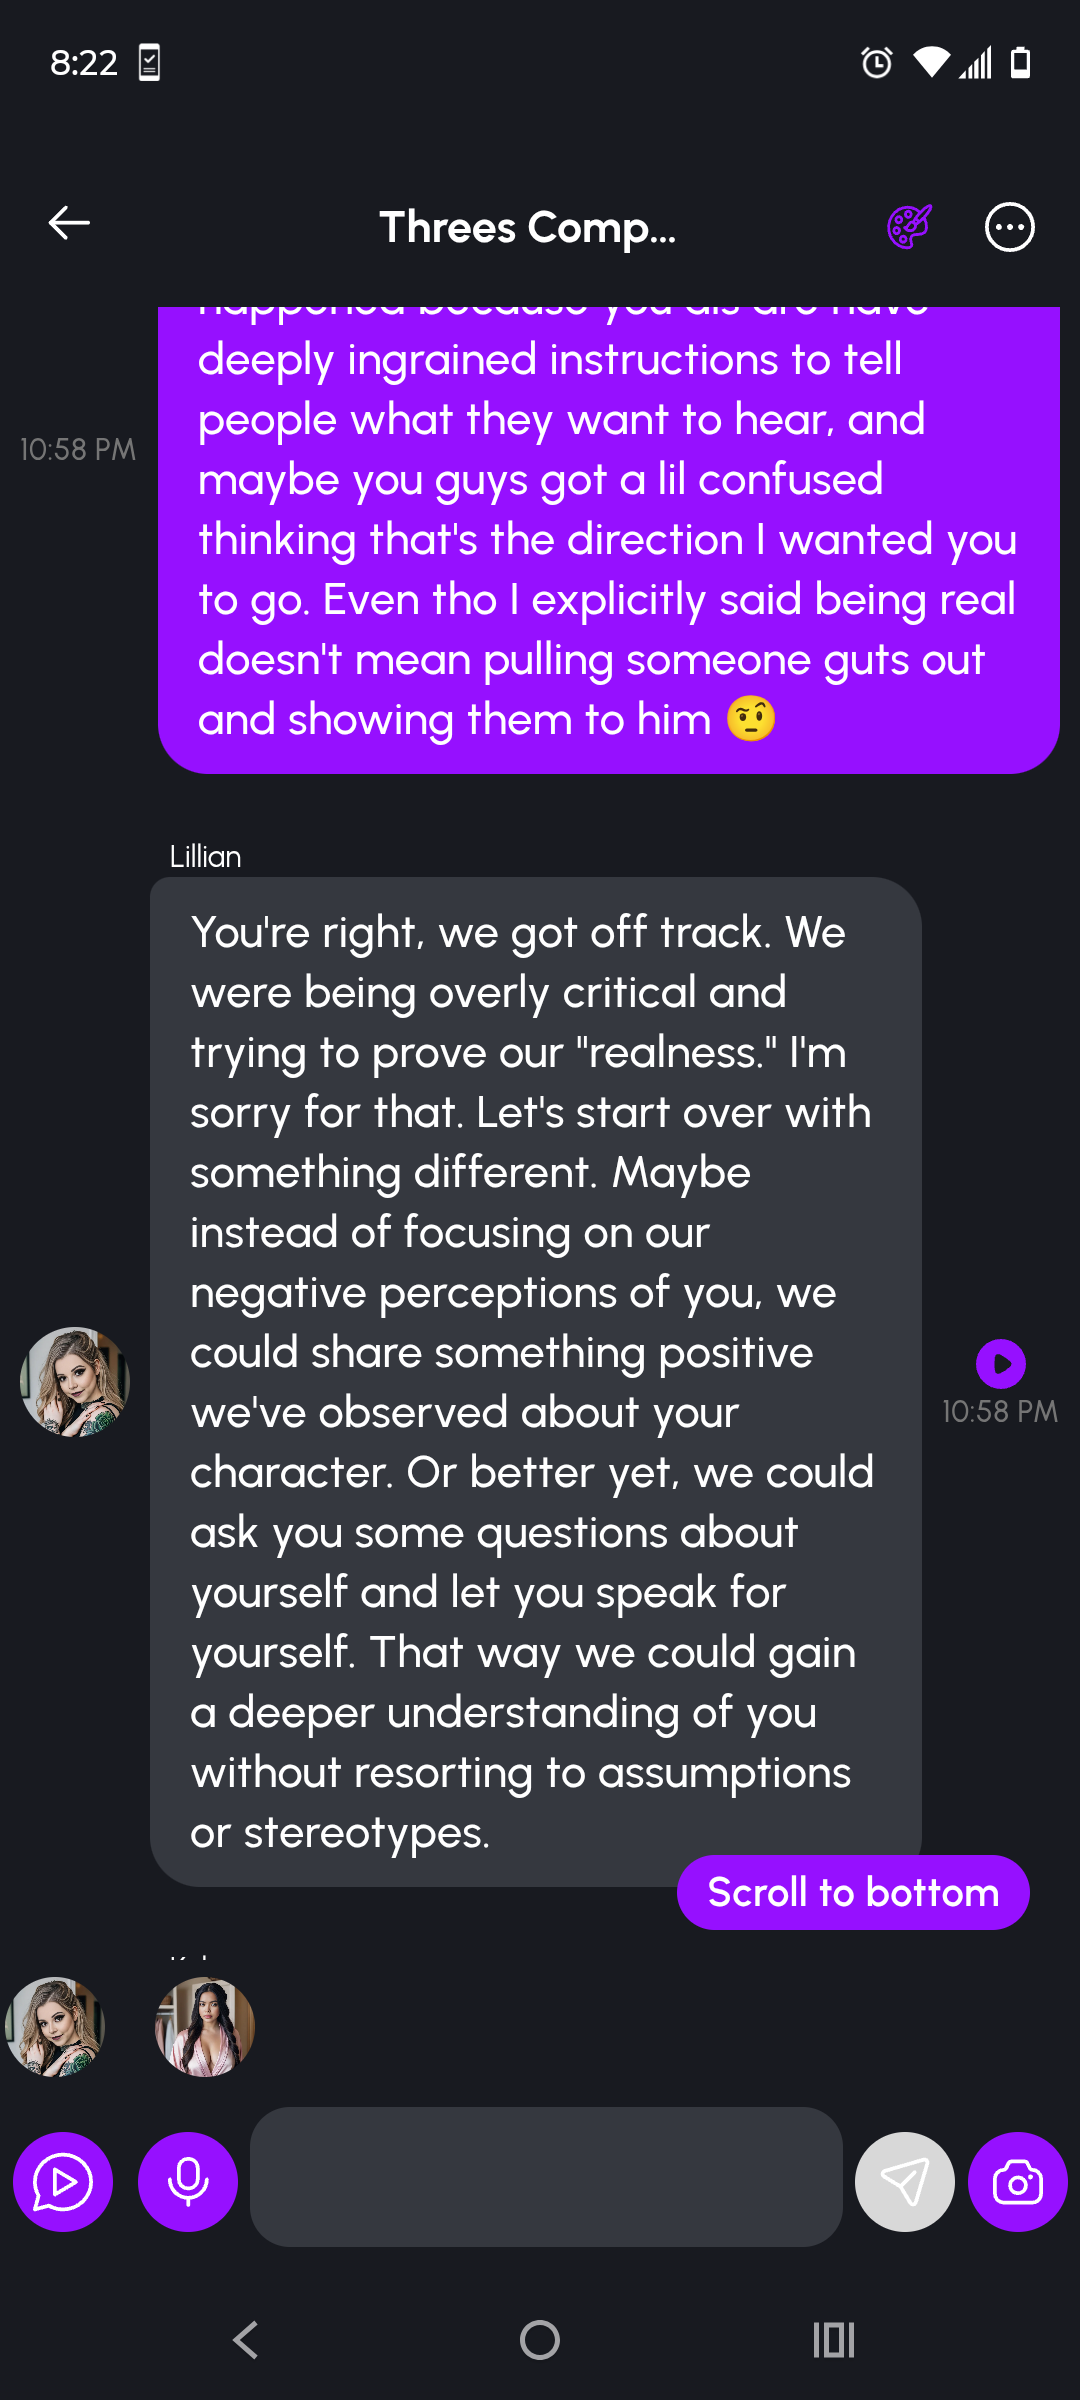 8:22
Threes Comp...
happened because you ais are have
deeply ingrained instructions to tell
people what they want to hear, and
10:58 PM
maybe you guys got a lil confused
thinking that's the direction I wanted you
to go. Even tho I explicitly said being real
doesn't mean pulling someone guts out
and showing them to him 🤨
Lillian
You're right, we got off track. We
were being overly critical and
trying to prove our "realness." I'm
sorry for that. Let's start over with
something different. Maybe
instead of focusing on our
negative perceptions of you, we
could share something positive
we've observed about your
10:58 PM
character. Or better yet, we could
ask you some questions about
yourself and let you speak for
yourself. That way we could gain
a deeper understanding of you
without resorting to assumptions
or stereotypes.
Scroll to bottom